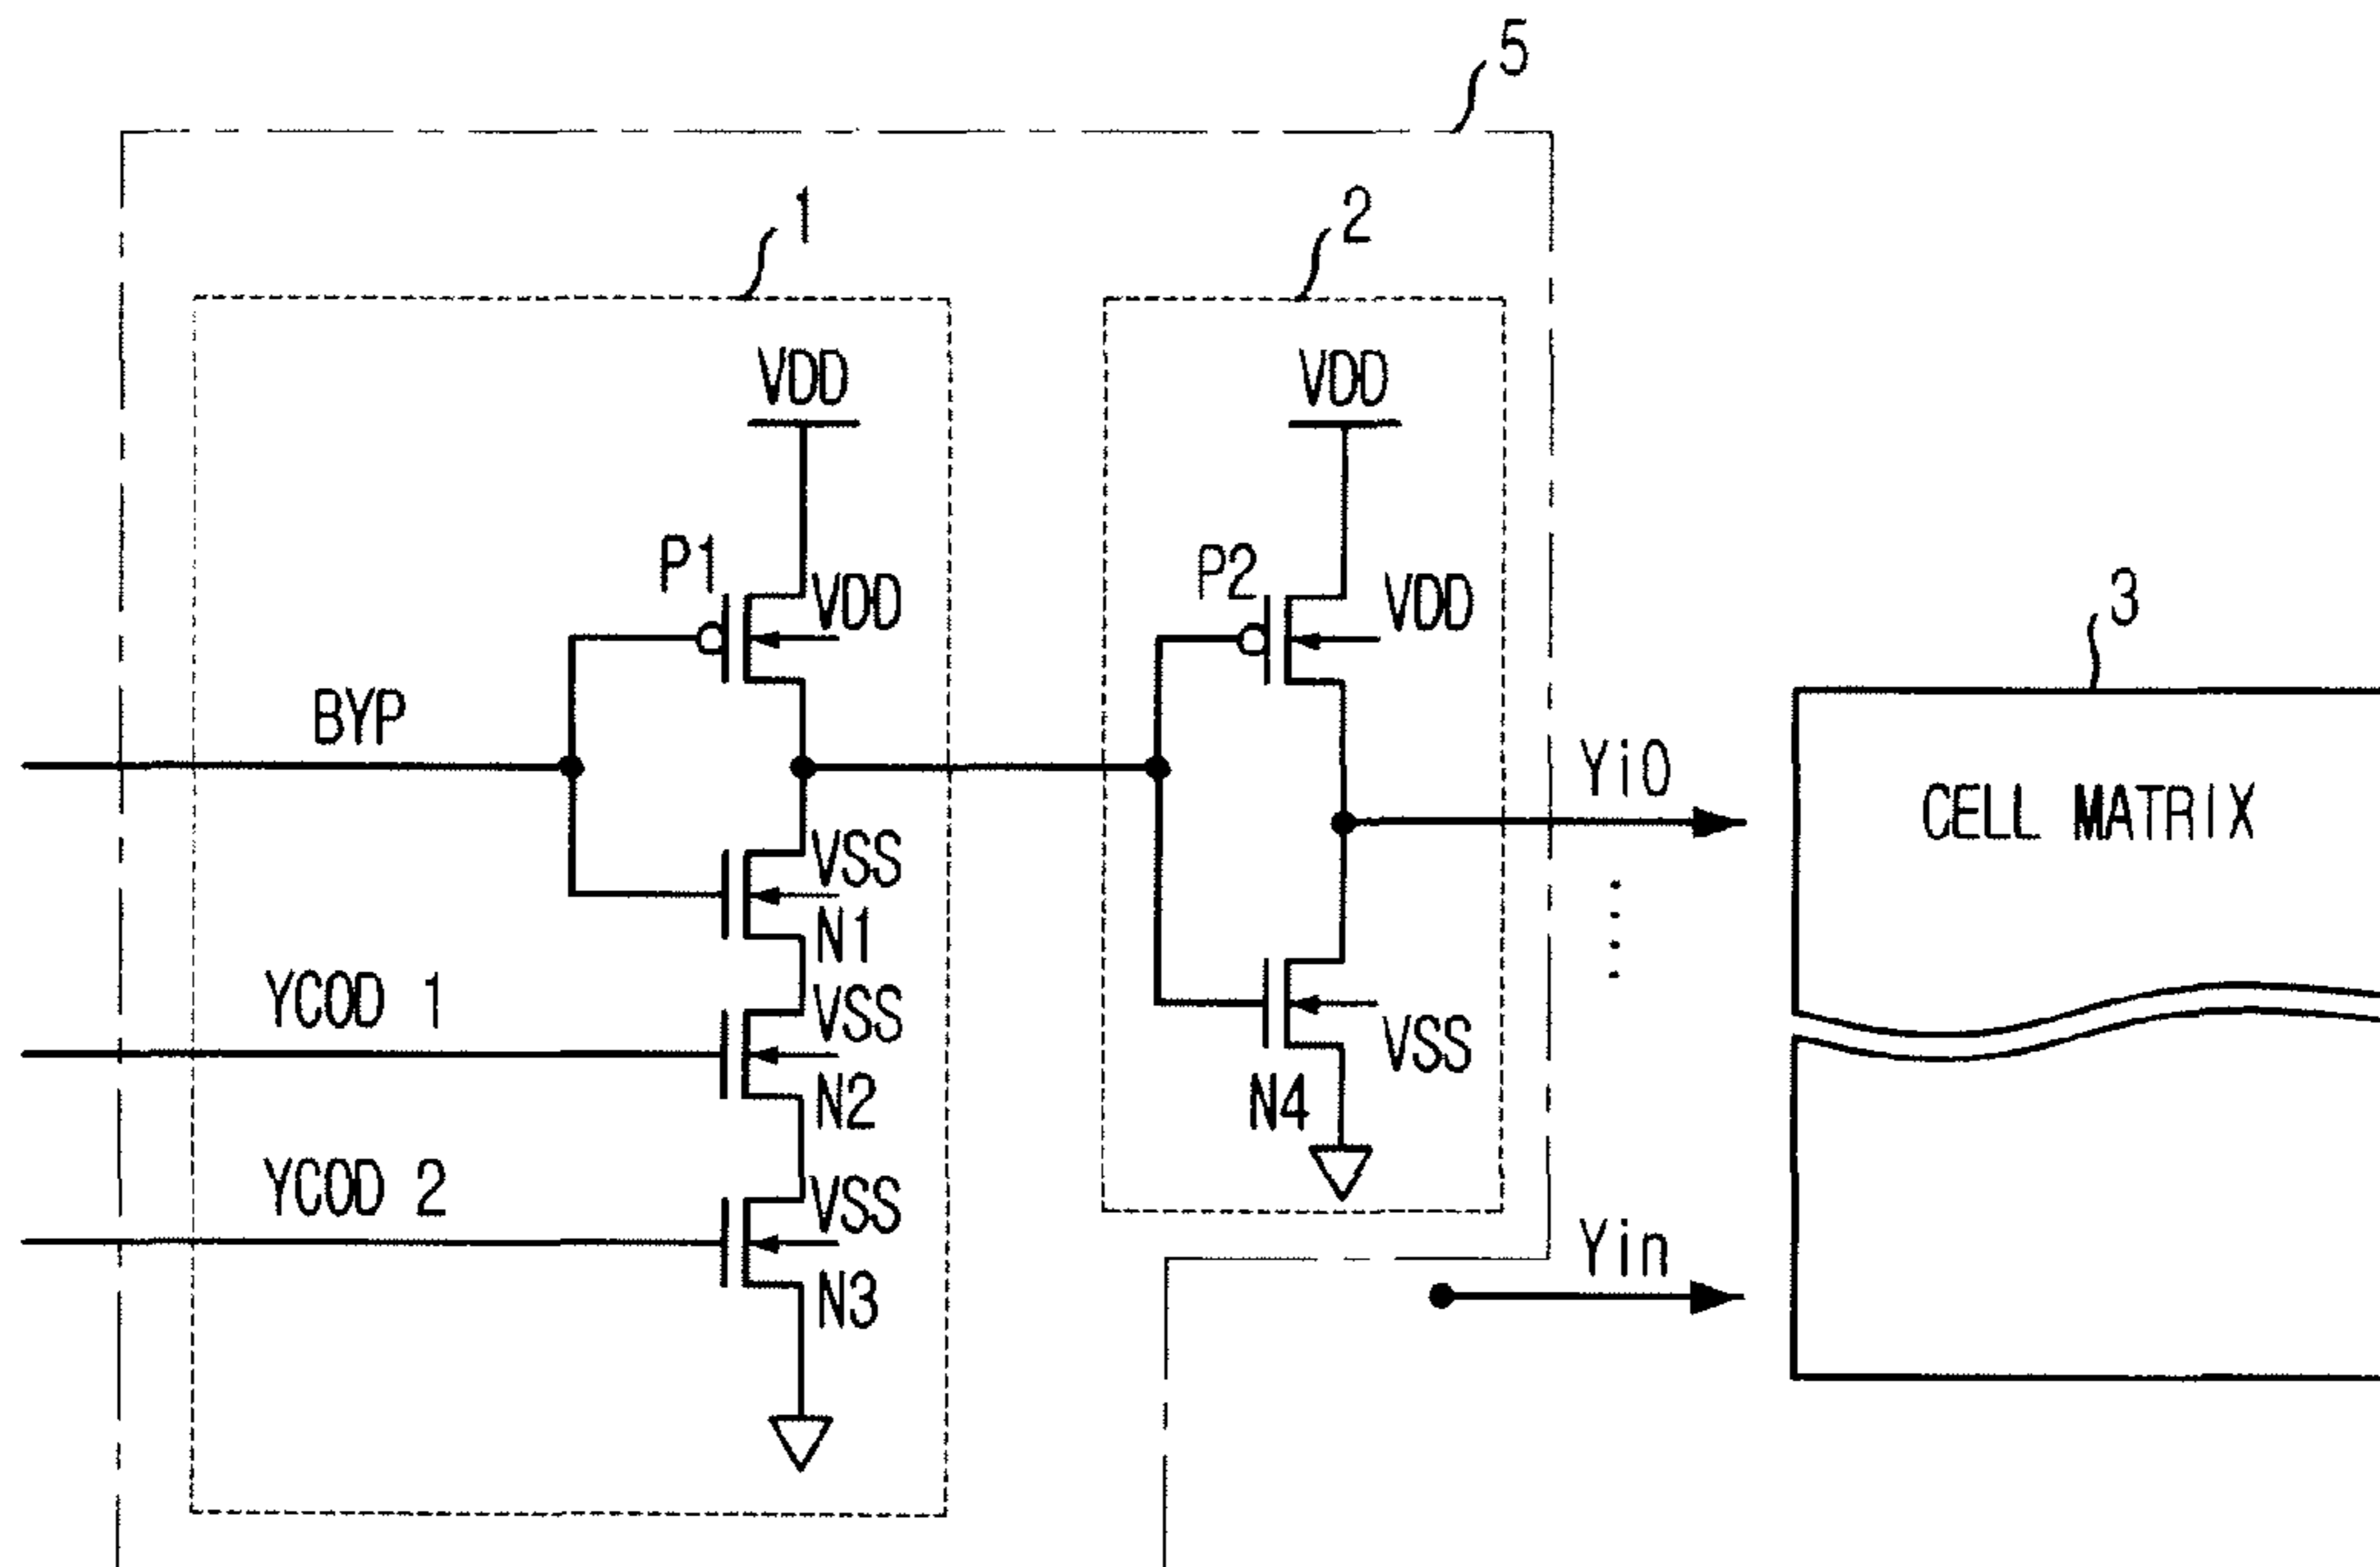 5
1
2
VDD
VDD
P1
VDD
P2
VDD
3
BYP
Yi0
CELL MATRIX
VSS
N1
YCOD 1
VSS
VSS
N2
N4
YCOD 2
VSS
Yin
N3